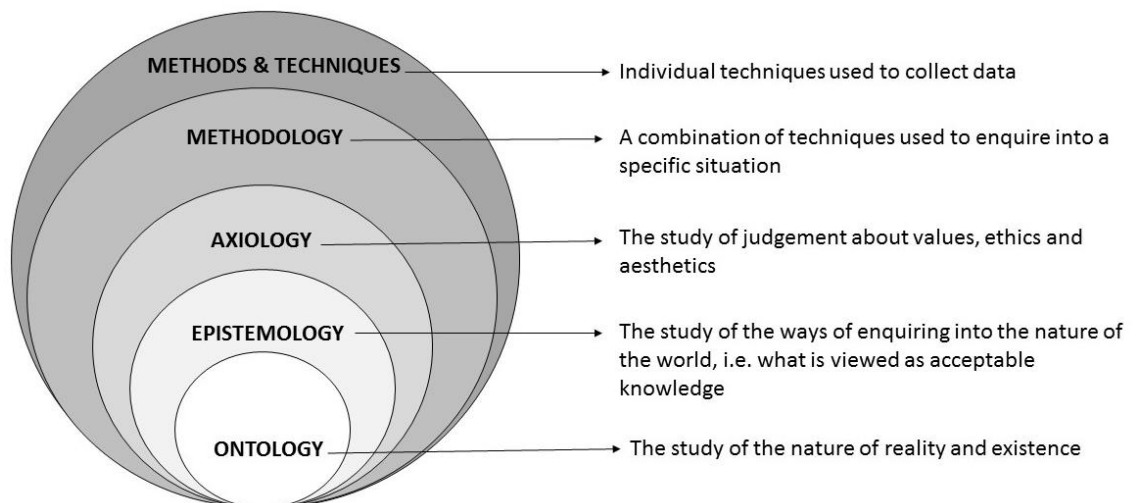 METHODS & TECHNIQUES
Individual techniques used to collect data
METHODOLOGY
A combination of techniques used to enquire into a
specific situation
AXIOLOGY
The study of judgement about values, ethics and
aesthetics
EPISTEMOLOGY
The study of the ways of enquiring into the nature of
the world, i.e. what is viewed as acceptable
knowledge
ONTOLOGY
The study of the nature of reality and existence